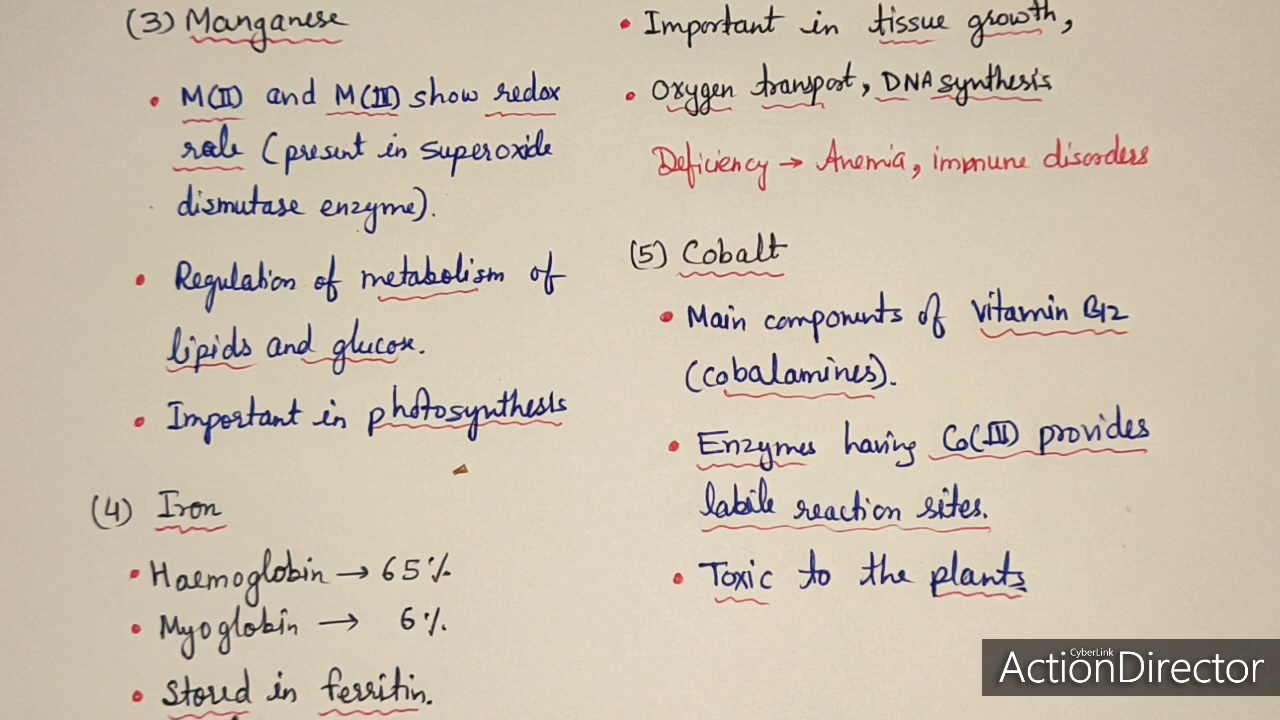 (3) Manganese
• M(II) and M(III) show redox
role (present in superoxide
dismutase enzyme).
• Regulation of metabolism of
lipids and glucose.
• Important in photosynthesis
(4) Iron
• Haemoglobin → 65%
• Myoglobin → 6%
• Stored in ferritin.
• Important in tissue growth,
• Oxygen transport, DNA synthesis
Deficiency → Anemia, immune disorders
(5) Cobalt
• Main components of vitamin B12
(cobalamines).
• Enzymes having Co(III) provides
labile reaction sites.
• Toxic to the plants
CyberLink
ActionDirector